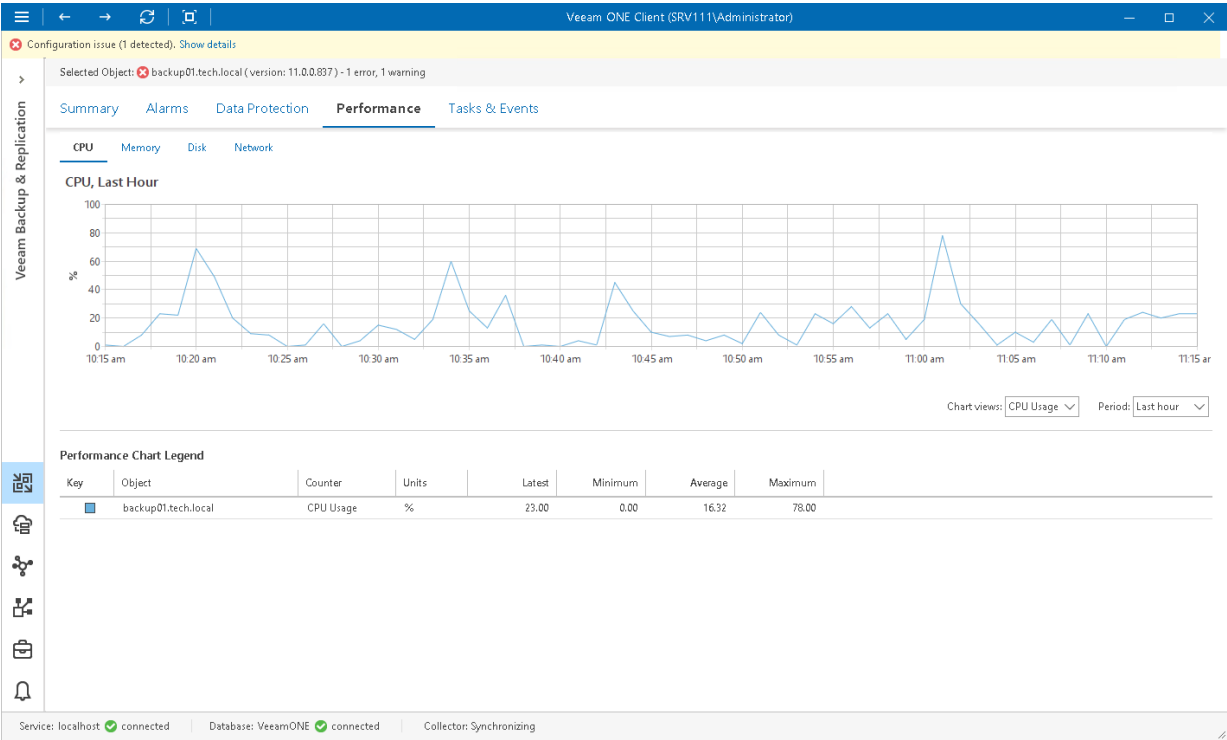 Veeam ONE Client (SRV111\Administrator)
Configuration issue (1 detected). Show details
Veeam Backup & Replication
Selected Object: backup01.tech.local ( version: 11.0.0.837 ) - 1 error, 1 warning
Summary Alarms Data Protection Performance Tasks & Events
CPU Memory Disk Network
CPU, Last Hour
%
100
80
60
40
20
0
10:15 am 10:20 am 10:25 am 10:30 am 10:35 am 10:40 am 10:45 am 10:50 am 10:55 am 11:00 am 11:05 am 11:10 am 11:15 ar
Chart views: CPU Usage Period: Last hour
Performance Chart Legend
Key Object Counter Units Latest Minimum Average Maximum
backup01.tech.local CPU Usage % 23.00 0.00 16.32 78.00
Service: localhost connected Database: VeeamONE connected Collector: Synchronizing